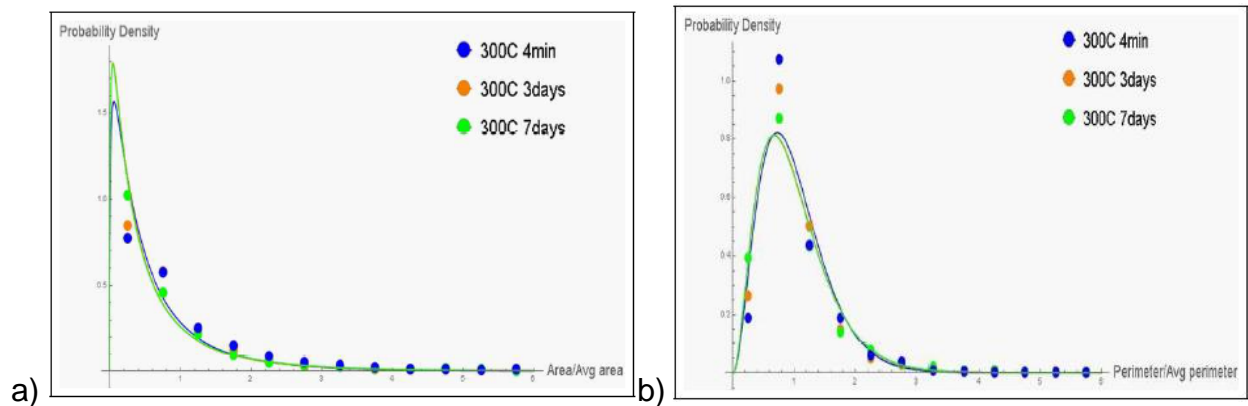 a)
Probability Density
300C 4min
300C 3days
300C 7days
1.5
1.0
0.5
1
2
3
4
5
6
Area/Avg area
b)
Probability Density
300C 4min
300C 3days
300C 7days
1.0
0.8
0.6
0.4
0.2
0
1
2
3
4
5
6
Perimeter/Avg perimeter